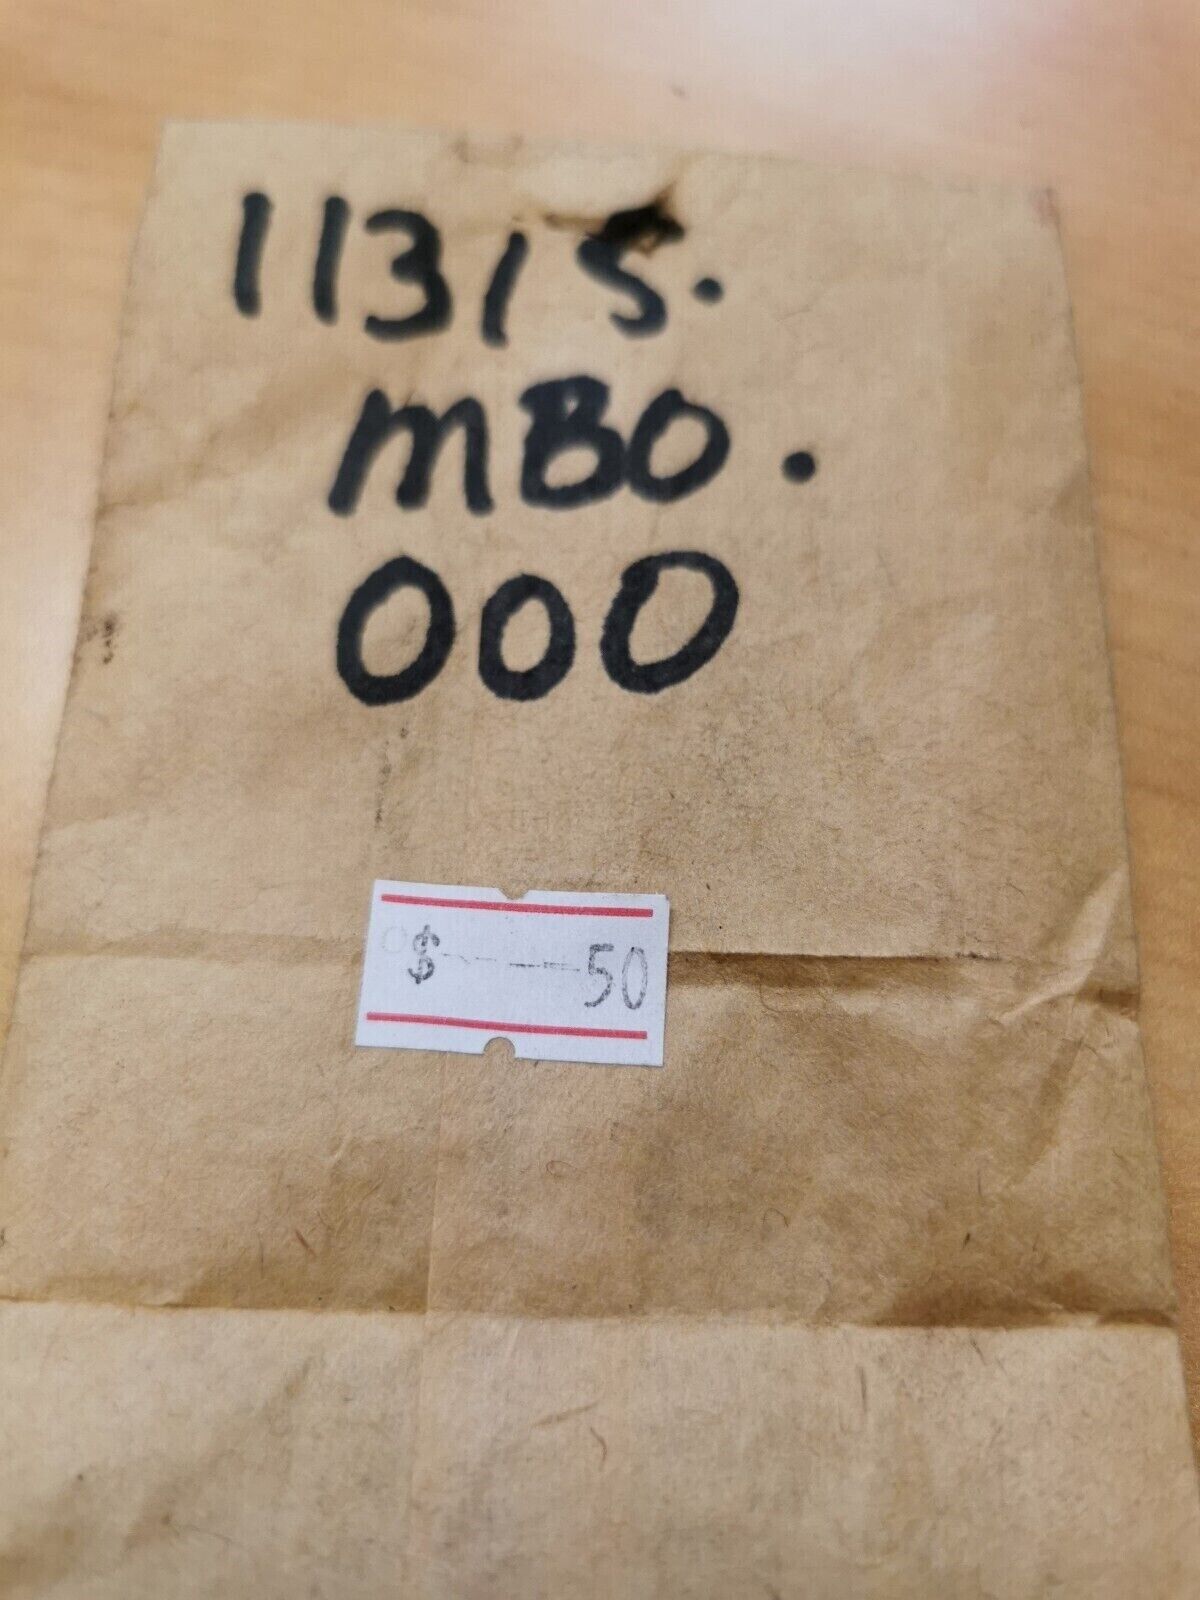 11315.
MBO.
000
$ --- 50